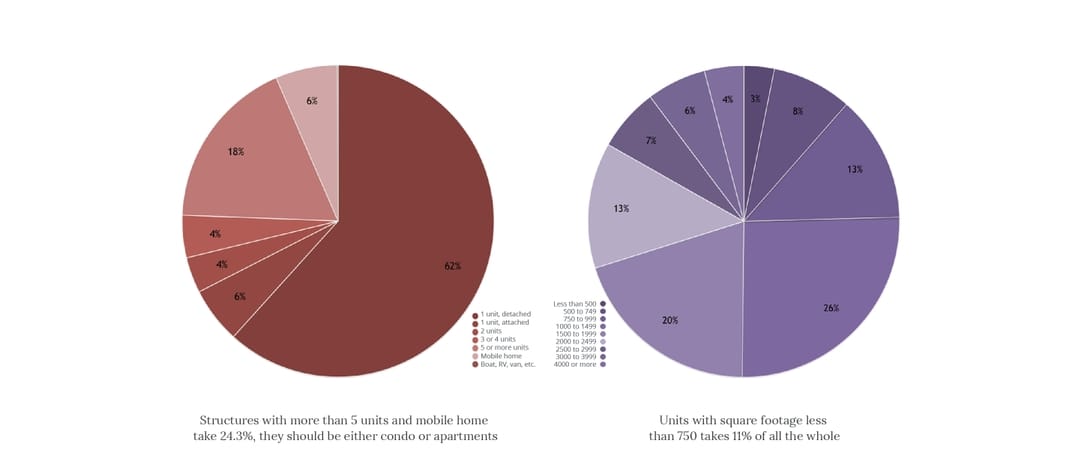 6%
18%
4%
4%
6%
62%
1 unit, detached
1 unit, attached
2 units
3 or 4 units
5 or more units
Mobile home
Boat, RV, van, etc.
Structures with more than 5 units and mobile home
take 24.3%, they should be either condo or apartments
4%
3%
6%
8%
7%
13%
13%
20%
26%
Less than 500
500 to 749
750 to 999
1000 to 1499
1500 to 1999
2000 to 2499
2500 to 2999
3000 to 3999
4000 or more
Units with square footage less
than 750 takes 11% of all the whole